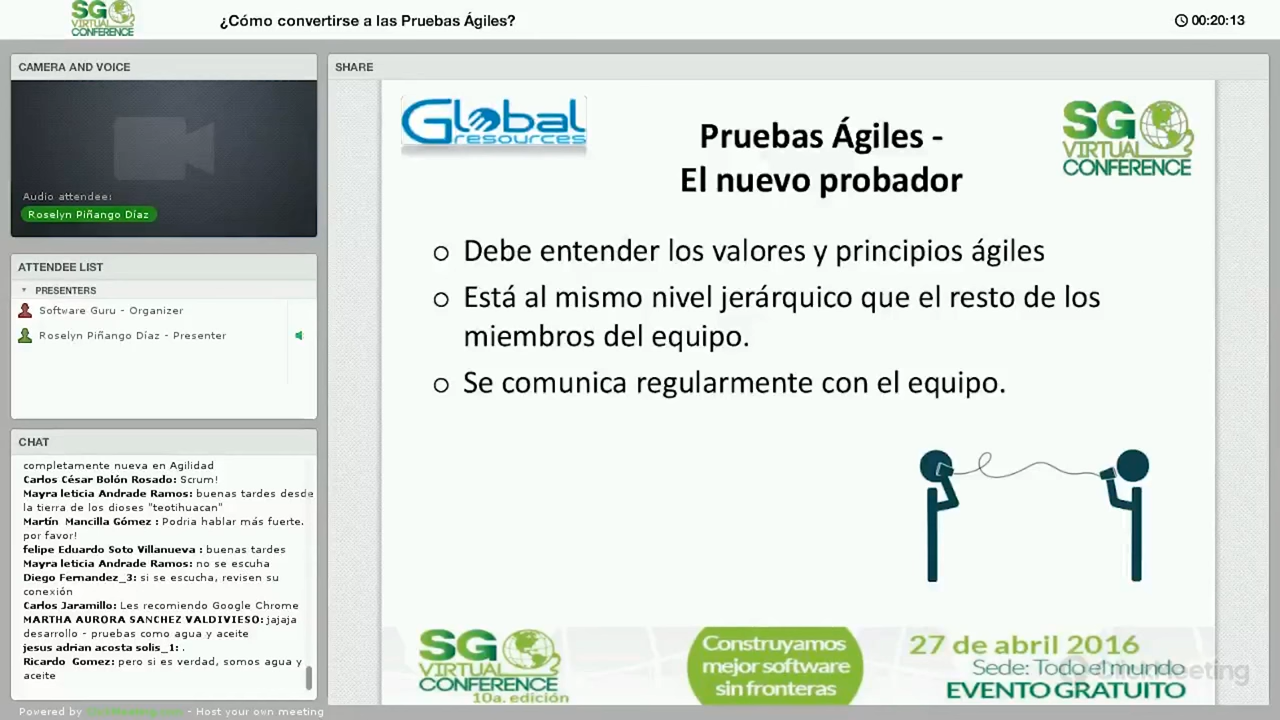 SG
VIRTUAL
CONFERENCE
¿Cómo convertirse a las Pruebas Ágiles?
00:20:13
CAMERA AND VOICE
Audio attendee:
Roselyn Piñango Díaz
ATTENDEE LIST
PRESENTERS
Software Guru - Organizer
Roselyn Piñango Díaz - Presenter
CHAT
completamente nueva en Agilidad
Carlos César Bolón Rosado: Scrum!
Mayra leticia Andrade Ramos: buenas tardes desde
la tierra de los dioses "teotihuacan"
Martín Mancilla Gómez : Podria hablar más fuerte.
por favor!
felipe Eduardo Soto Villanueva : buenas tardes
Mayra leticia Andrade Ramos: no se escuha
Diego Fernandez_3: si se escucha, revisen su
conexión
Carlos Jaramillo: Les recomiendo Google Chrome
MARTHA AURORA SANCHEZ VALDIVIESO: jajaja
desarrollo - pruebas como agua y aceite
jesus adrian acosta solis_1: .
Ricardo Gomez: pero si es verdad, somos agua y
aceite
Powered by ClickMeeting.com - Host your own meeting
SHARE
Global
resources
Pruebas Ágiles -
El nuevo probador
SG
VIRTUAL
CONFERENCE
Debe entender los valores y principios ágiles
Está al mismo nivel jerárquico que el resto de los
miembros del equipo.
Se comunica regularmente con el equipo.
SG
VIRTUAL
CONFERENCE
10a. edición
Construyamos
mejor software
sin fronteras
27 de abril 2016
Sede: Todo el mundo
EVENTO GRATUITO
ClickMeeting